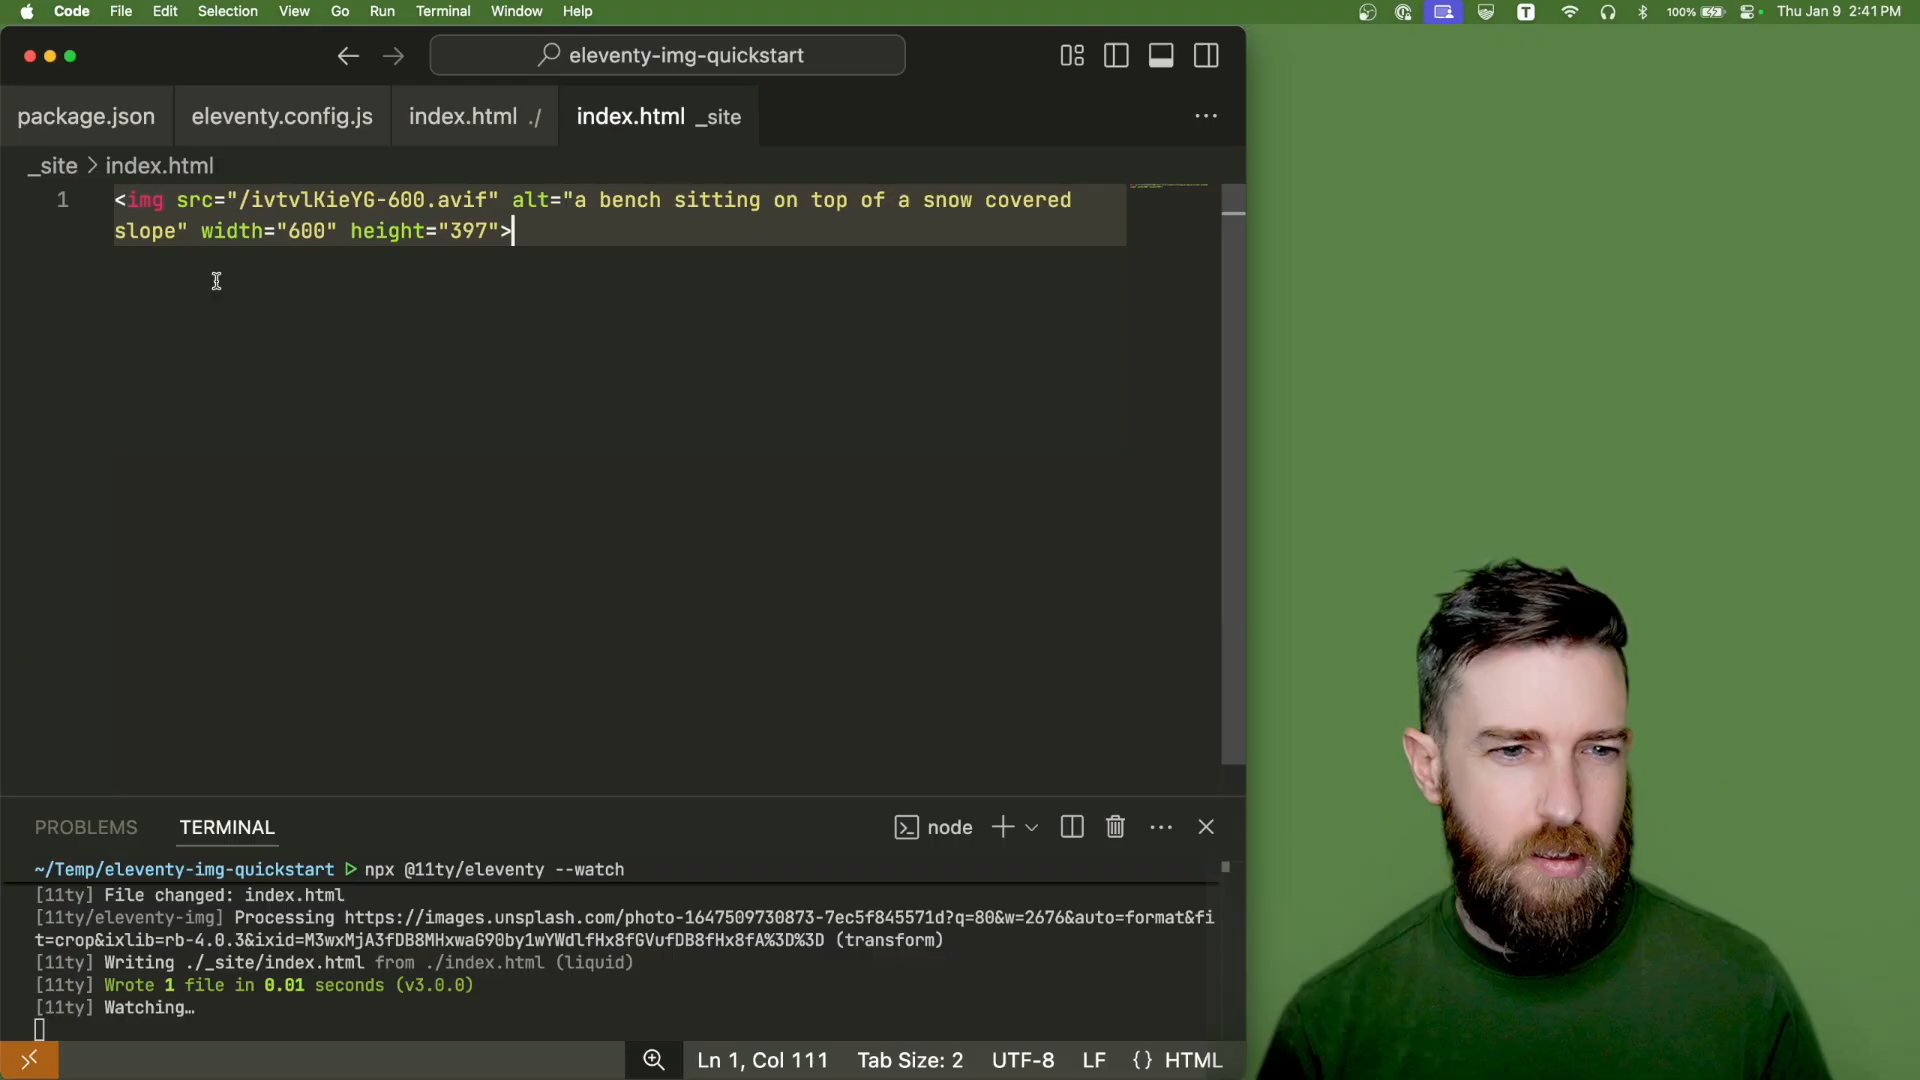 Code File Edit Selection View Go Run Terminal Window Help 100% Thu Jan 9 2:41 PM
eleventy-img-quickstart
package.json eleventy.config.js index.html ./ index.html _site
_site > index.html
1 <img src="/ivtvlKieYG-600.avif" alt="a bench sitting on top of a snow covered
slope" width="600" height="397">
PROBLEMS TERMINAL node
~/Temp/eleventy-img-quickstart ▷ npx @11ty/eleventy --watch
[11ty] File changed: index.html
[11ty/eleventy-img] Processing https://images.unsplash.com/photo-1647509730873-7ec5f845571d?q=80&w=2676&auto=format&fi
t=crop&ixlib=rb-4.0.3&ixid=M3wxMjA3fDB8MHxwaG90by1wYWdlfHx8fGVufDB8fHx8fA%3D%3D (transform)
[11ty] Writing ./_site/index.html from ./index.html (liquid)
[11ty] Wrote 1 file in 0.01 seconds (v3.0.0)
[11ty] Watching…
Ln 1, Col 111 Tab Size: 2 UTF-8 LF {} HTML